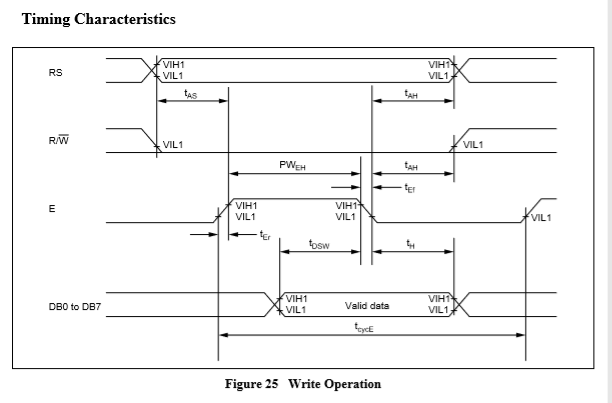 Timing Characteristics
RS
VIH1
VIL1
VIH1
VIL1
tAS
tAH
R/W̅
VIL1
VIL1
PWEH
tAH
tEf
E
VIH1
VIL1
VIH1
VIL1
VIL1
tEr
tDSW
tH
DB0 to DB7
VIH1
VIL1
Valid data
VIH1
VIL1
tcycE
Figure 25 Write Operation